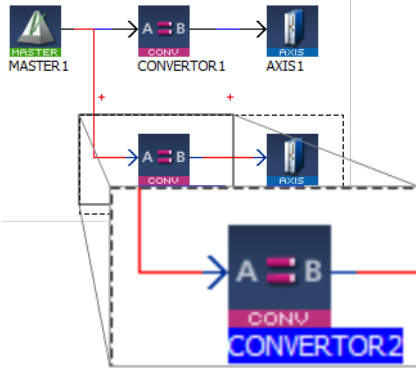 A B
MASTER CONV AXIS
MASTER1 CONVERTOR1 AXIS1
A B
CONV AXIS
A B
CONV
CONVERTOR2